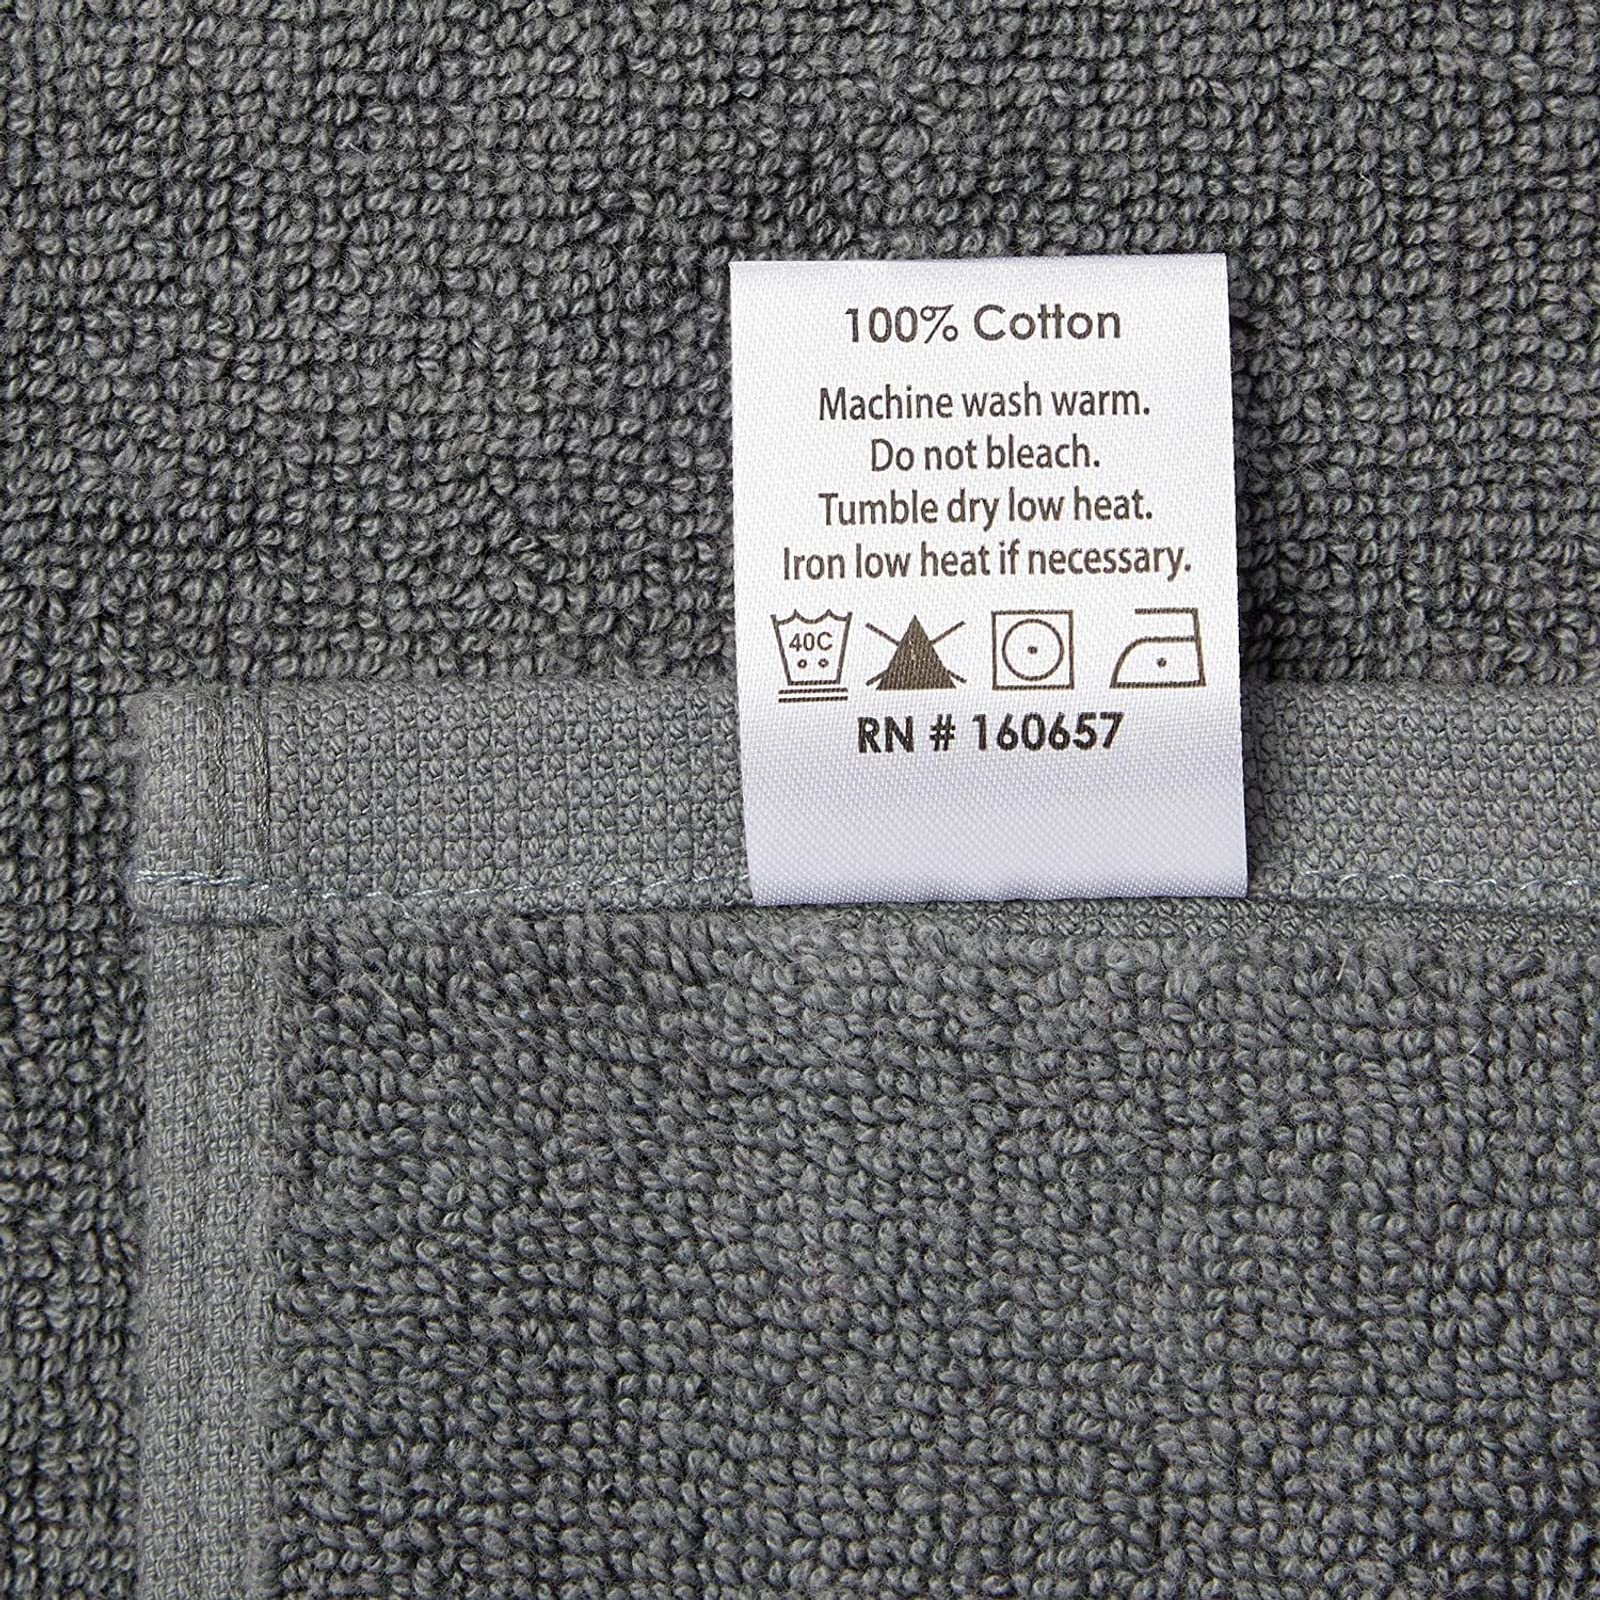 100% Cotton
Machine wash warm.
Do not bleach.
Tumble dry low heat.
Iron low heat if necessary.
40C
RN # 160657